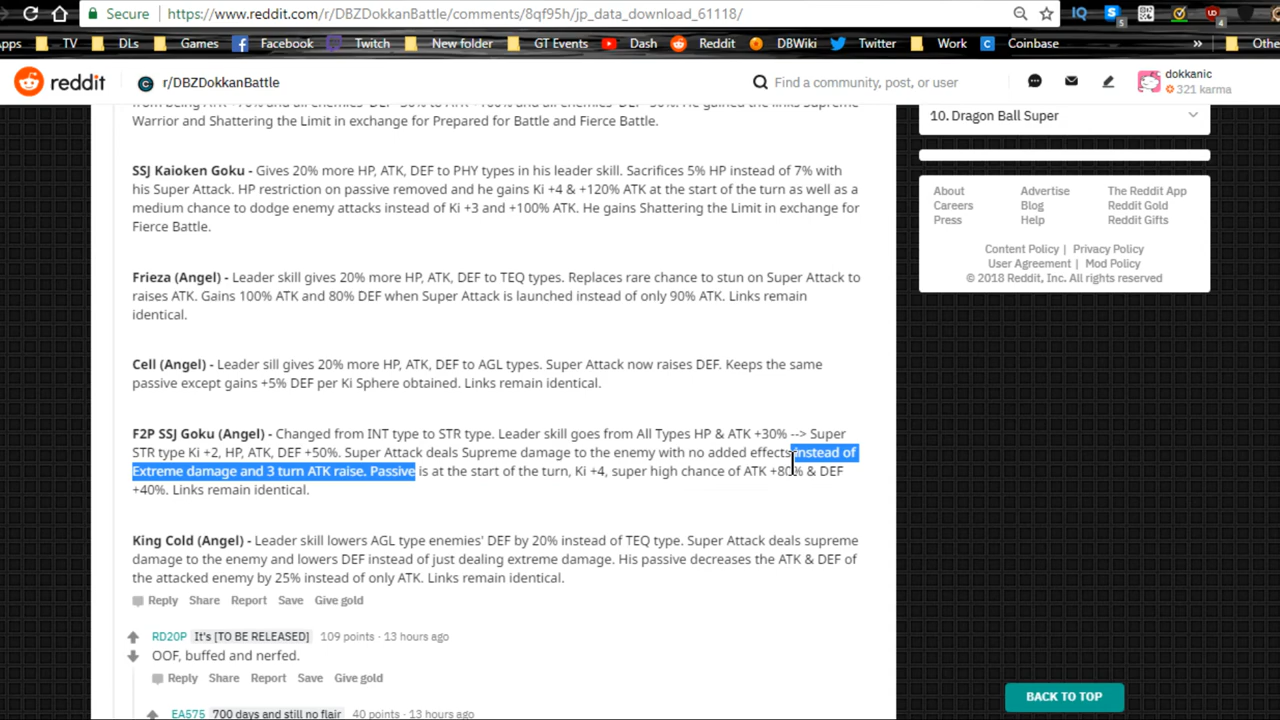 Secure https://www.reddit.com/r/DBZDokkanBattle/comments/8qf95h/jp_data_download_61118/
Apps TV DLs Games Facebook Twitch New folder GT Events Dash Reddit DBWiki Twitter Work Coinbase » Othe
reddit r/DBZDokkanBattle Find a community, post, or user dokkanic
321 karma
Warrior and Shattering the Limit in exchange for Prepared for Battle and Fierce Battle.
SSJ Kaioken Goku - Gives 20% more HP, ATK, DEF to PHY types in his leader skill. Sacrifices 5% HP instead of 7% with
his Super Attack. HP restriction on passive removed and he gains Ki +4 & +120% ATK at the start of the turn as well as a
medium chance to dodge enemy attacks instead of Ki +3 and +100% ATK. He gains Shattering the Limit in exchange for
Fierce Battle.
Frieza (Angel) - Leader skill gives 20% more HP, ATK, DEF to TEQ types. Replaces rare chance to stun on Super Attack to
raises ATK. Gains 100% ATK and 80% DEF when Super Attack is launched instead of only 90% ATK. Links remain
identical.
Cell (Angel) - Leader sill gives 20% more HP, ATK, DEF to AGL types. Super Attack now raises DEF. Keeps the same
passive except gains +5% DEF per Ki Sphere obtained. Links remain identical.
F2P SSJ Goku (Angel) - Changed from INT type to STR type. Leader skill goes from All Types HP & ATK +30% --> Super
STR type Ki +2, HP, ATK, DEF +50%. Super Attack deals Supreme damage to the enemy with no added effects instead of
Extreme damage and 3 turn ATK raise. Passive is at the start of the turn, Ki +4, super high chance of ATK +80% & DEF
+40%. Links remain identical.
King Cold (Angel) - Leader skill lowers AGL type enemies' DEF by 20% instead of TEQ type. Super Attack deals supreme
damage to the enemy and lowers DEF instead of just dealing extreme damage. His passive decreases the ATK & DEF of
the attacked enemy by 25% instead of only ATK. Links remain identical.
Reply Share Report Save Give gold
RD20P It's [TO BE RELEASED] 109 points · 13 hours ago
OOF, buffed and nerfed.
Reply Share Report Save Give gold
EA575 700 days and still no flair 40 points · 13 hours ago
10. Dragon Ball Super
About Advertise The Reddit App
Careers Blog Reddit Gold
Press Help Reddit Gifts
Content Policy | Privacy Policy
User Agreement | Mod Policy
© 2018 Reddit, Inc. All rights reserved
BACK TO TOP